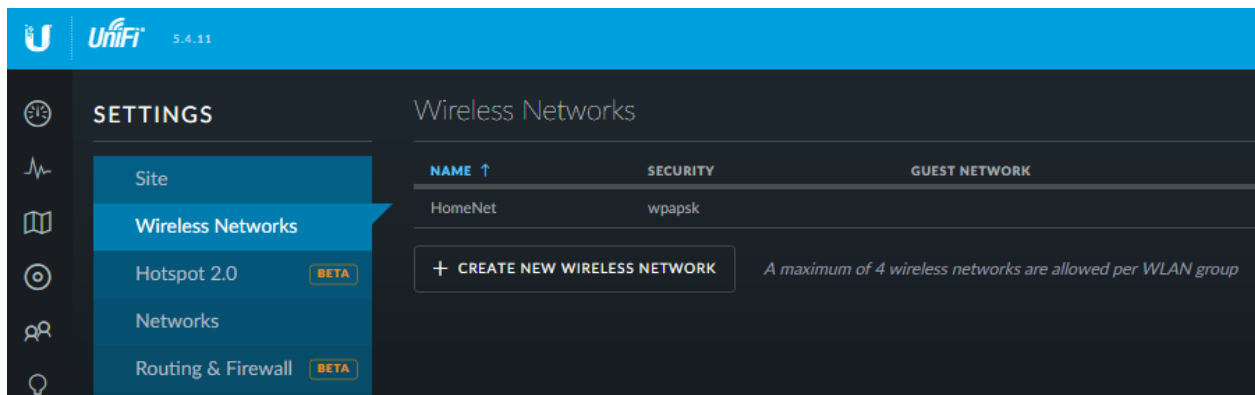 UniFi 5.4.11
SETTINGS
Site
Wireless Networks
Hotspot 2.0 BETA
Networks
Routing & Firewall BETA
Wireless Networks
NAME ↑ SECURITY GUEST NETWORK
HomeNet wpapsk
+ CREATE NEW WIRELESS NETWORK A maximum of 4 wireless networks are allowed per WLAN group